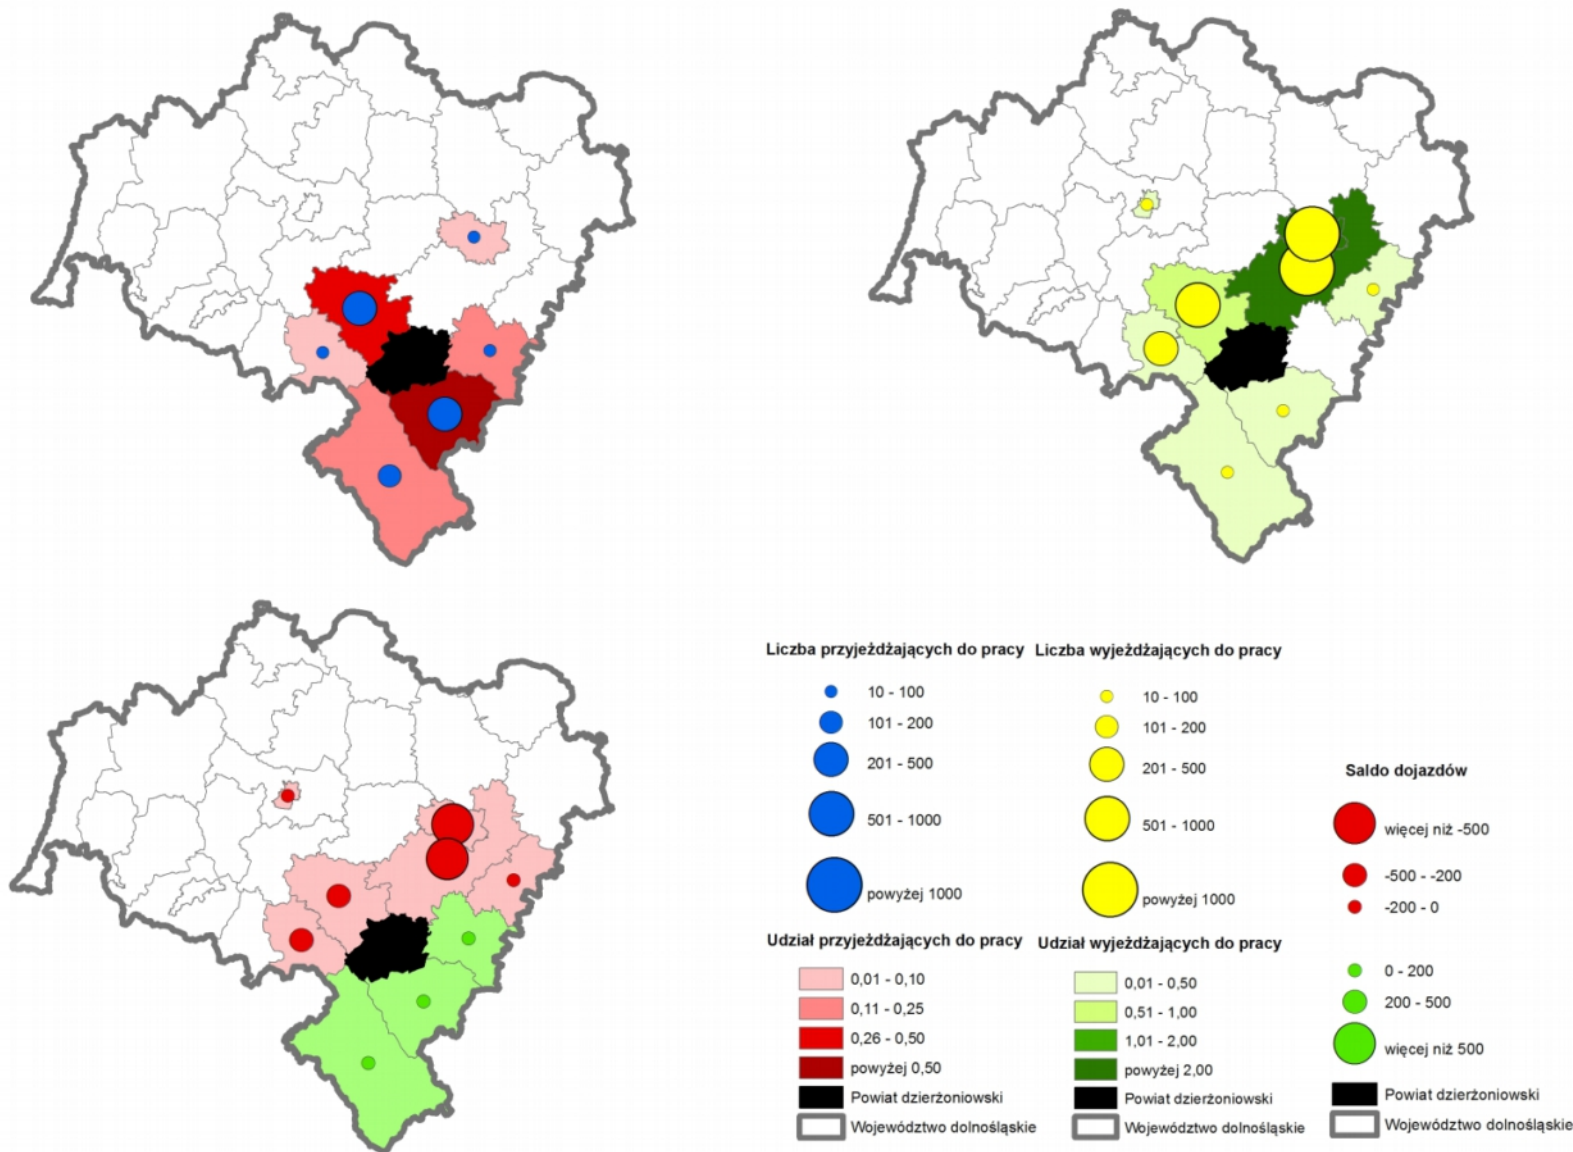 Liczba przyjeżdżających do pracy
10 - 100
101 - 200
201 - 500
501 - 1000
powyżej 1000
Udział przyjeżdżających do pracy
0,01 - 0,10
0,11 - 0,25
0,26 - 0,50
powyżej 0,50
Powiat dzierżoniowski
Województwo dolnośląskie
Liczba wyjeżdżających do pracy
10 - 100
101 - 200
201 - 500
501 - 1000
powyżej 1000
Udział wyjeżdżających do pracy
0,01 - 0,50
0,51 - 1,00
1,01 - 2,00
powyżej 2,00
Powiat dzierżoniowski
Województwo dolnośląskie
Saldo dojazdów
więcej niż -500
-500 - -200
-200 - 0
0 - 200
200 - 500
więcej niż 500
Powiat dzierżoniowski
Województwo dolnośląskie